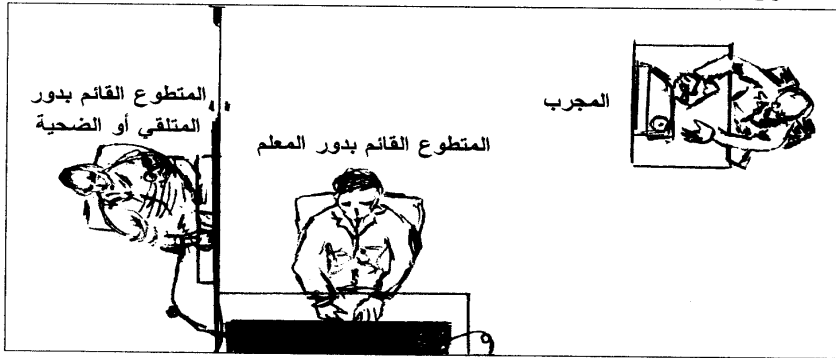 المجرب
المتطوع القائم بدور
المتلقي أو الضحية
المتطوع القائم بدور المعلم